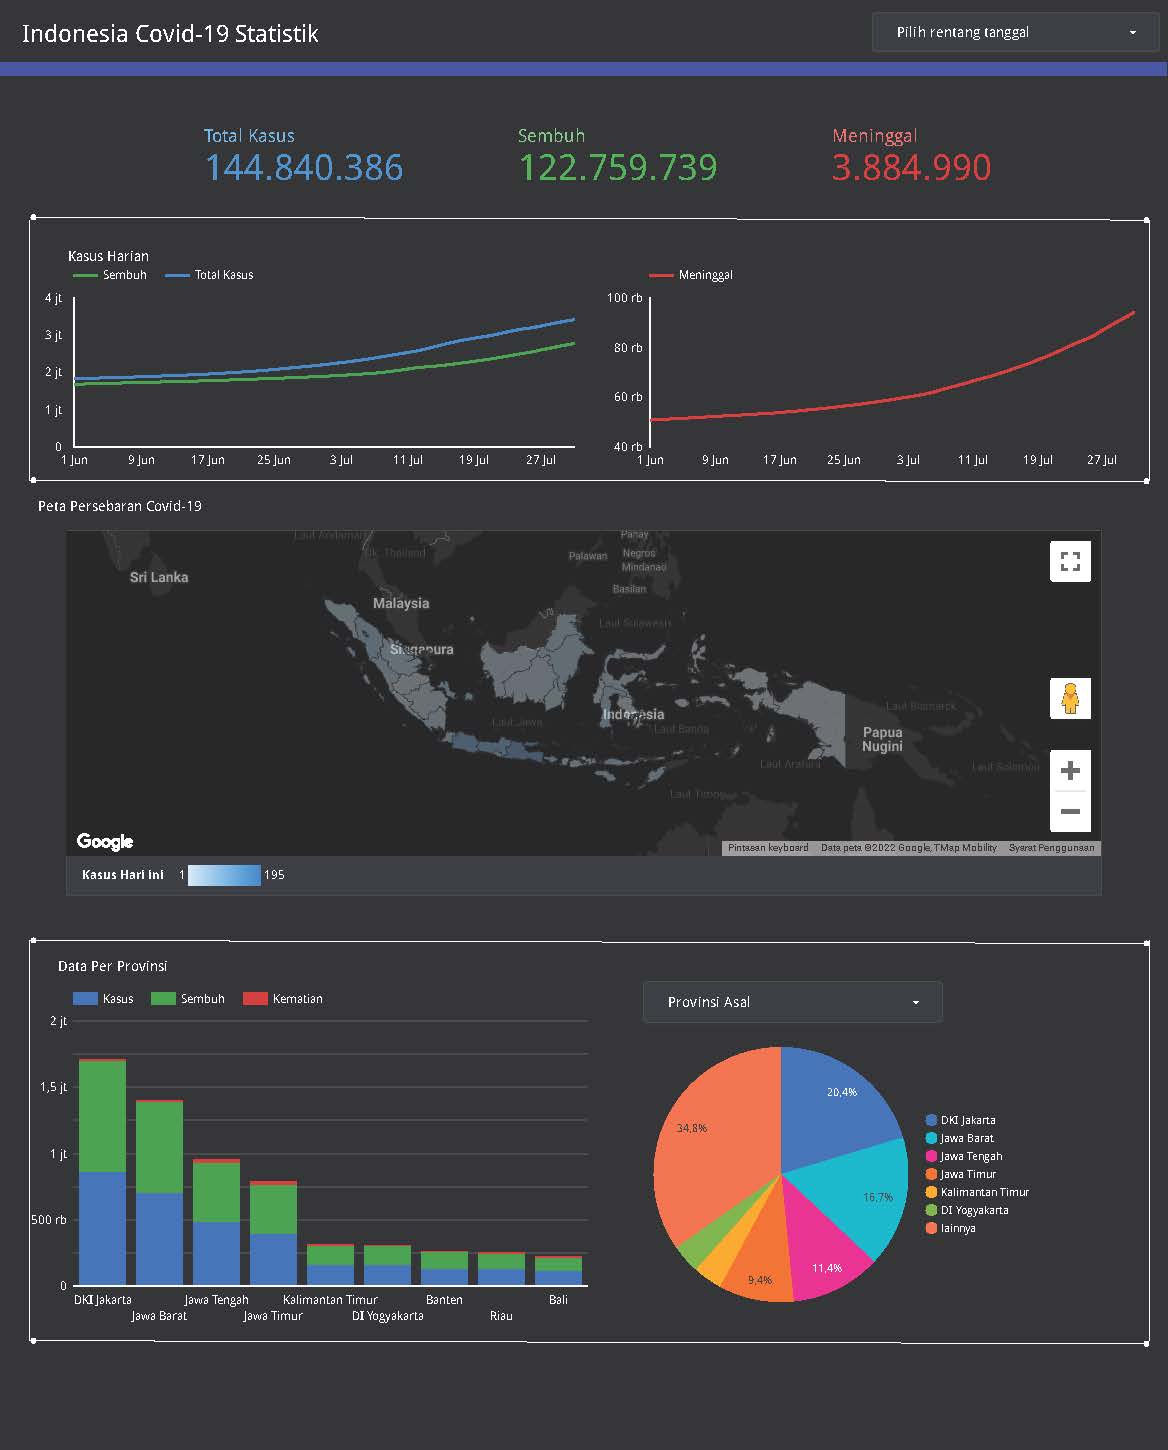 Indonesia Covid-19 Statistik
Pilih rentang tanggal
Total Kasus
144.840.386
Sembuh
122.759.739
Meninggal
3.884.990
Kasus Harian
Sembuh Total Kasus
4 jt
3 jt
2 jt
1 jt
0
1 Jun 9 Jun 17 Jun 25 Jun 3 Jul 11 Jul 19 Jul 27 Jul
Meninggal
100 rb
80 rb
60 rb
40 rb
1 Jun 9 Jun 17 Jun 25 Jun 3 Jul 11 Jul 19 Jul 27 Jul
Peta Persebaran Covid-19
Laut Andaman
Tlk. Thailand
Sri Lanka
Malaysia
Singapura
Panay
Palawan
Negros
Mindanao
Basilan
Laut Sulawesi
Laut Jawa
Indonesia
Laut Banda
Laut Arafura
Laut Timor
Papua
Nugini
Laut Bismarck
Laut Solomon
Google
Pintasan keyboard Data peta ©2022 Google, TMap Mobility Syarat Penggunaan
Kasus Hari ini 1 195
Data Per Provinsi
Kasus Sembuh Kematian
2 jt
1,5 jt
1 jt
500 rb
0
DKI Jakarta Jawa Tengah Kalimantan Timur Banten Bali
Jawa Barat Jawa Timur DI Yogyakarta Riau
Provinsi Asal
20,4%
34,8%
16,7%
11,4%
9,4%
DKI Jakarta
Jawa Barat
Jawa Tengah
Jawa Timur
Kalimantan Timur
DI Yogyakarta
lainnya